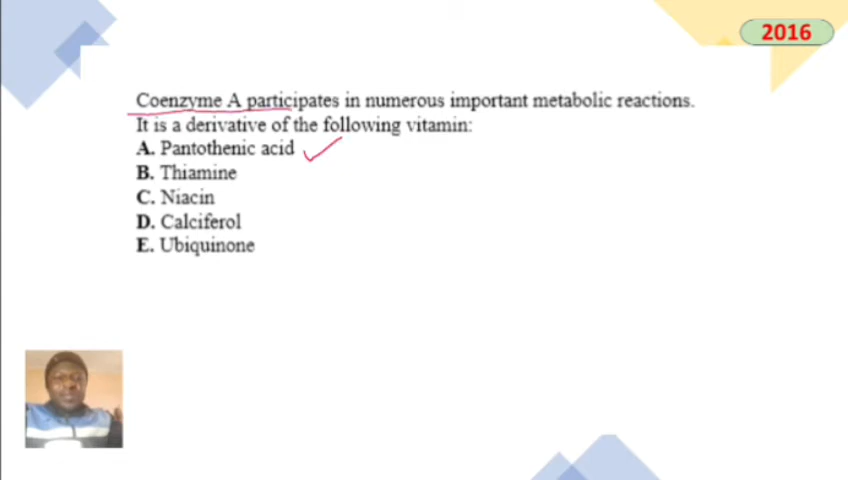 2016
Coenzyme A participates in numerous important metabolic reactions.
It is a derivative of the following vitamin:
A. Pantothenic acid
B. Thiamine
C. Niacin
D. Calciferol
E. Ubiquinone